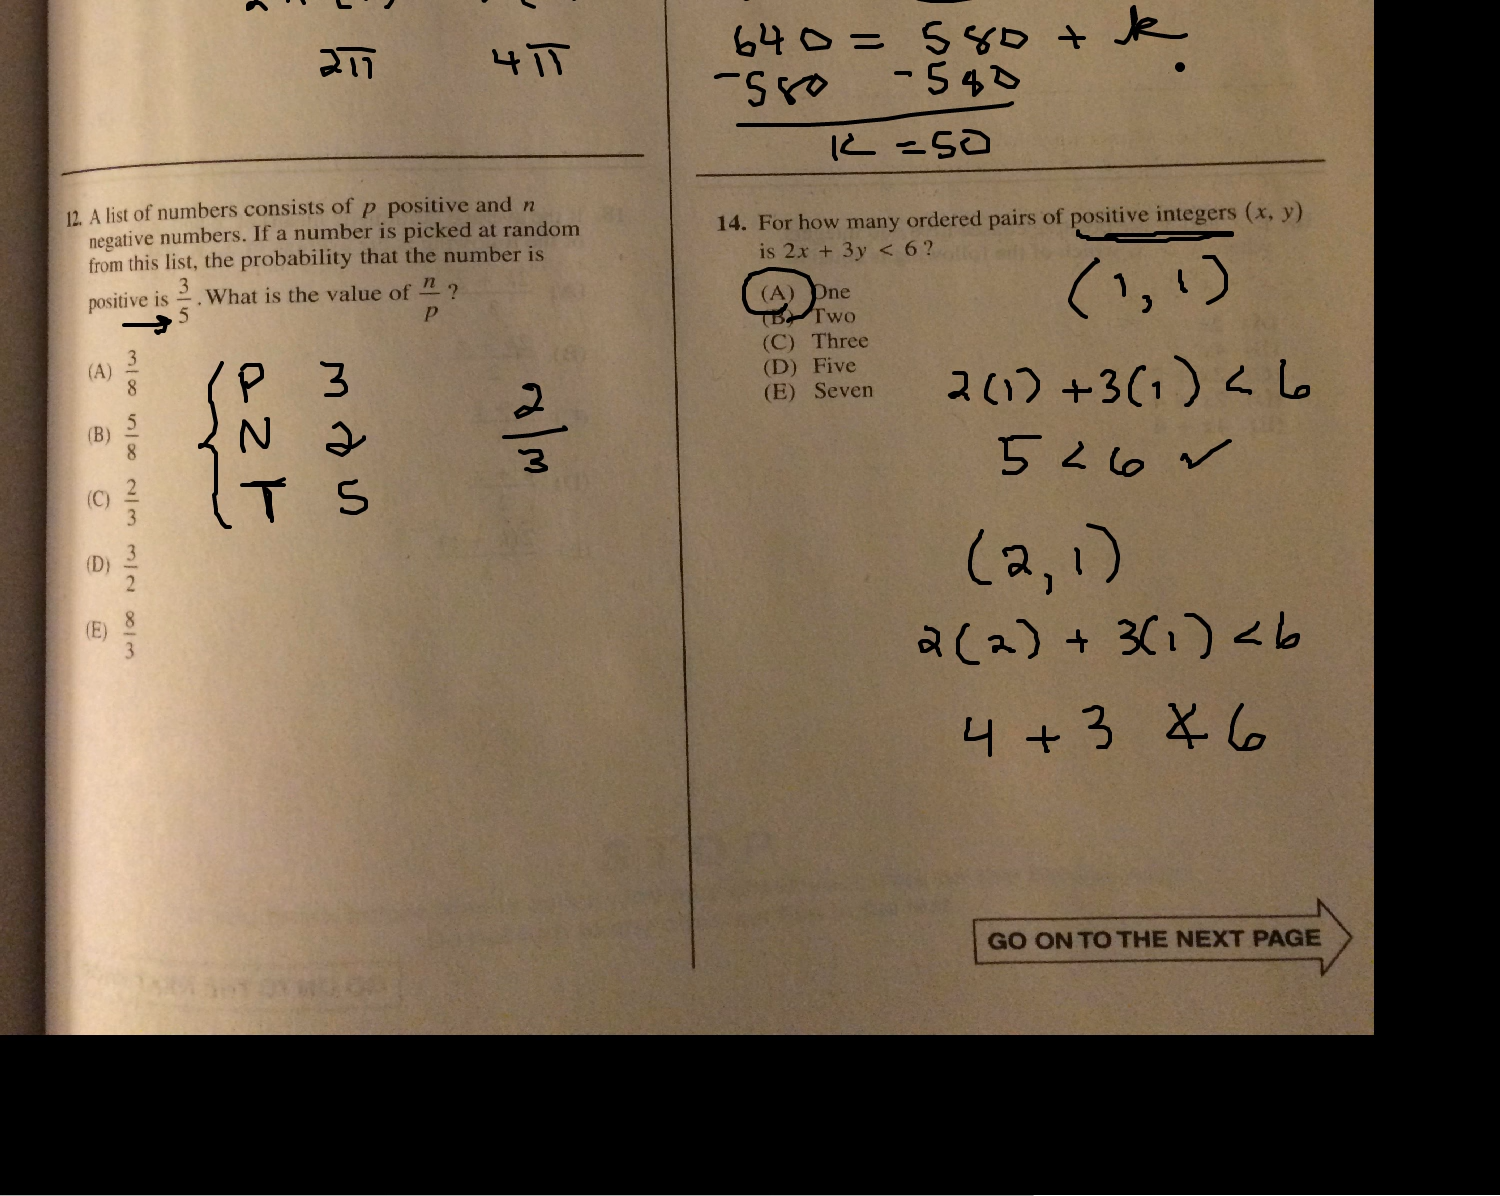 2π 4π
640 = 580 + k
-580 -580
k = 50
12. A list of numbers consists of p positive and n
negative numbers. If a number is picked at random
from this list, the probability that the number is
positive is 3/5. What is the value of n/p ?
(A) 3/8
(B) 5/8
(C) 2/3
(D) 3/2
(E) 8/3
P 3
N 2
T 5
2/3
14. For how many ordered pairs of positive integers (x, y)
is 2x + 3y < 6 ?
(A) One
(B) Two
(C) Three
(D) Five
(E) Seven
(1, 1)
2(1) + 3(1) < 6
5 < 6 ✓
(2, 1)
2(2) + 3(1) < 6
4 + 3 ≮ 6
GO ON TO THE NEXT PAGE